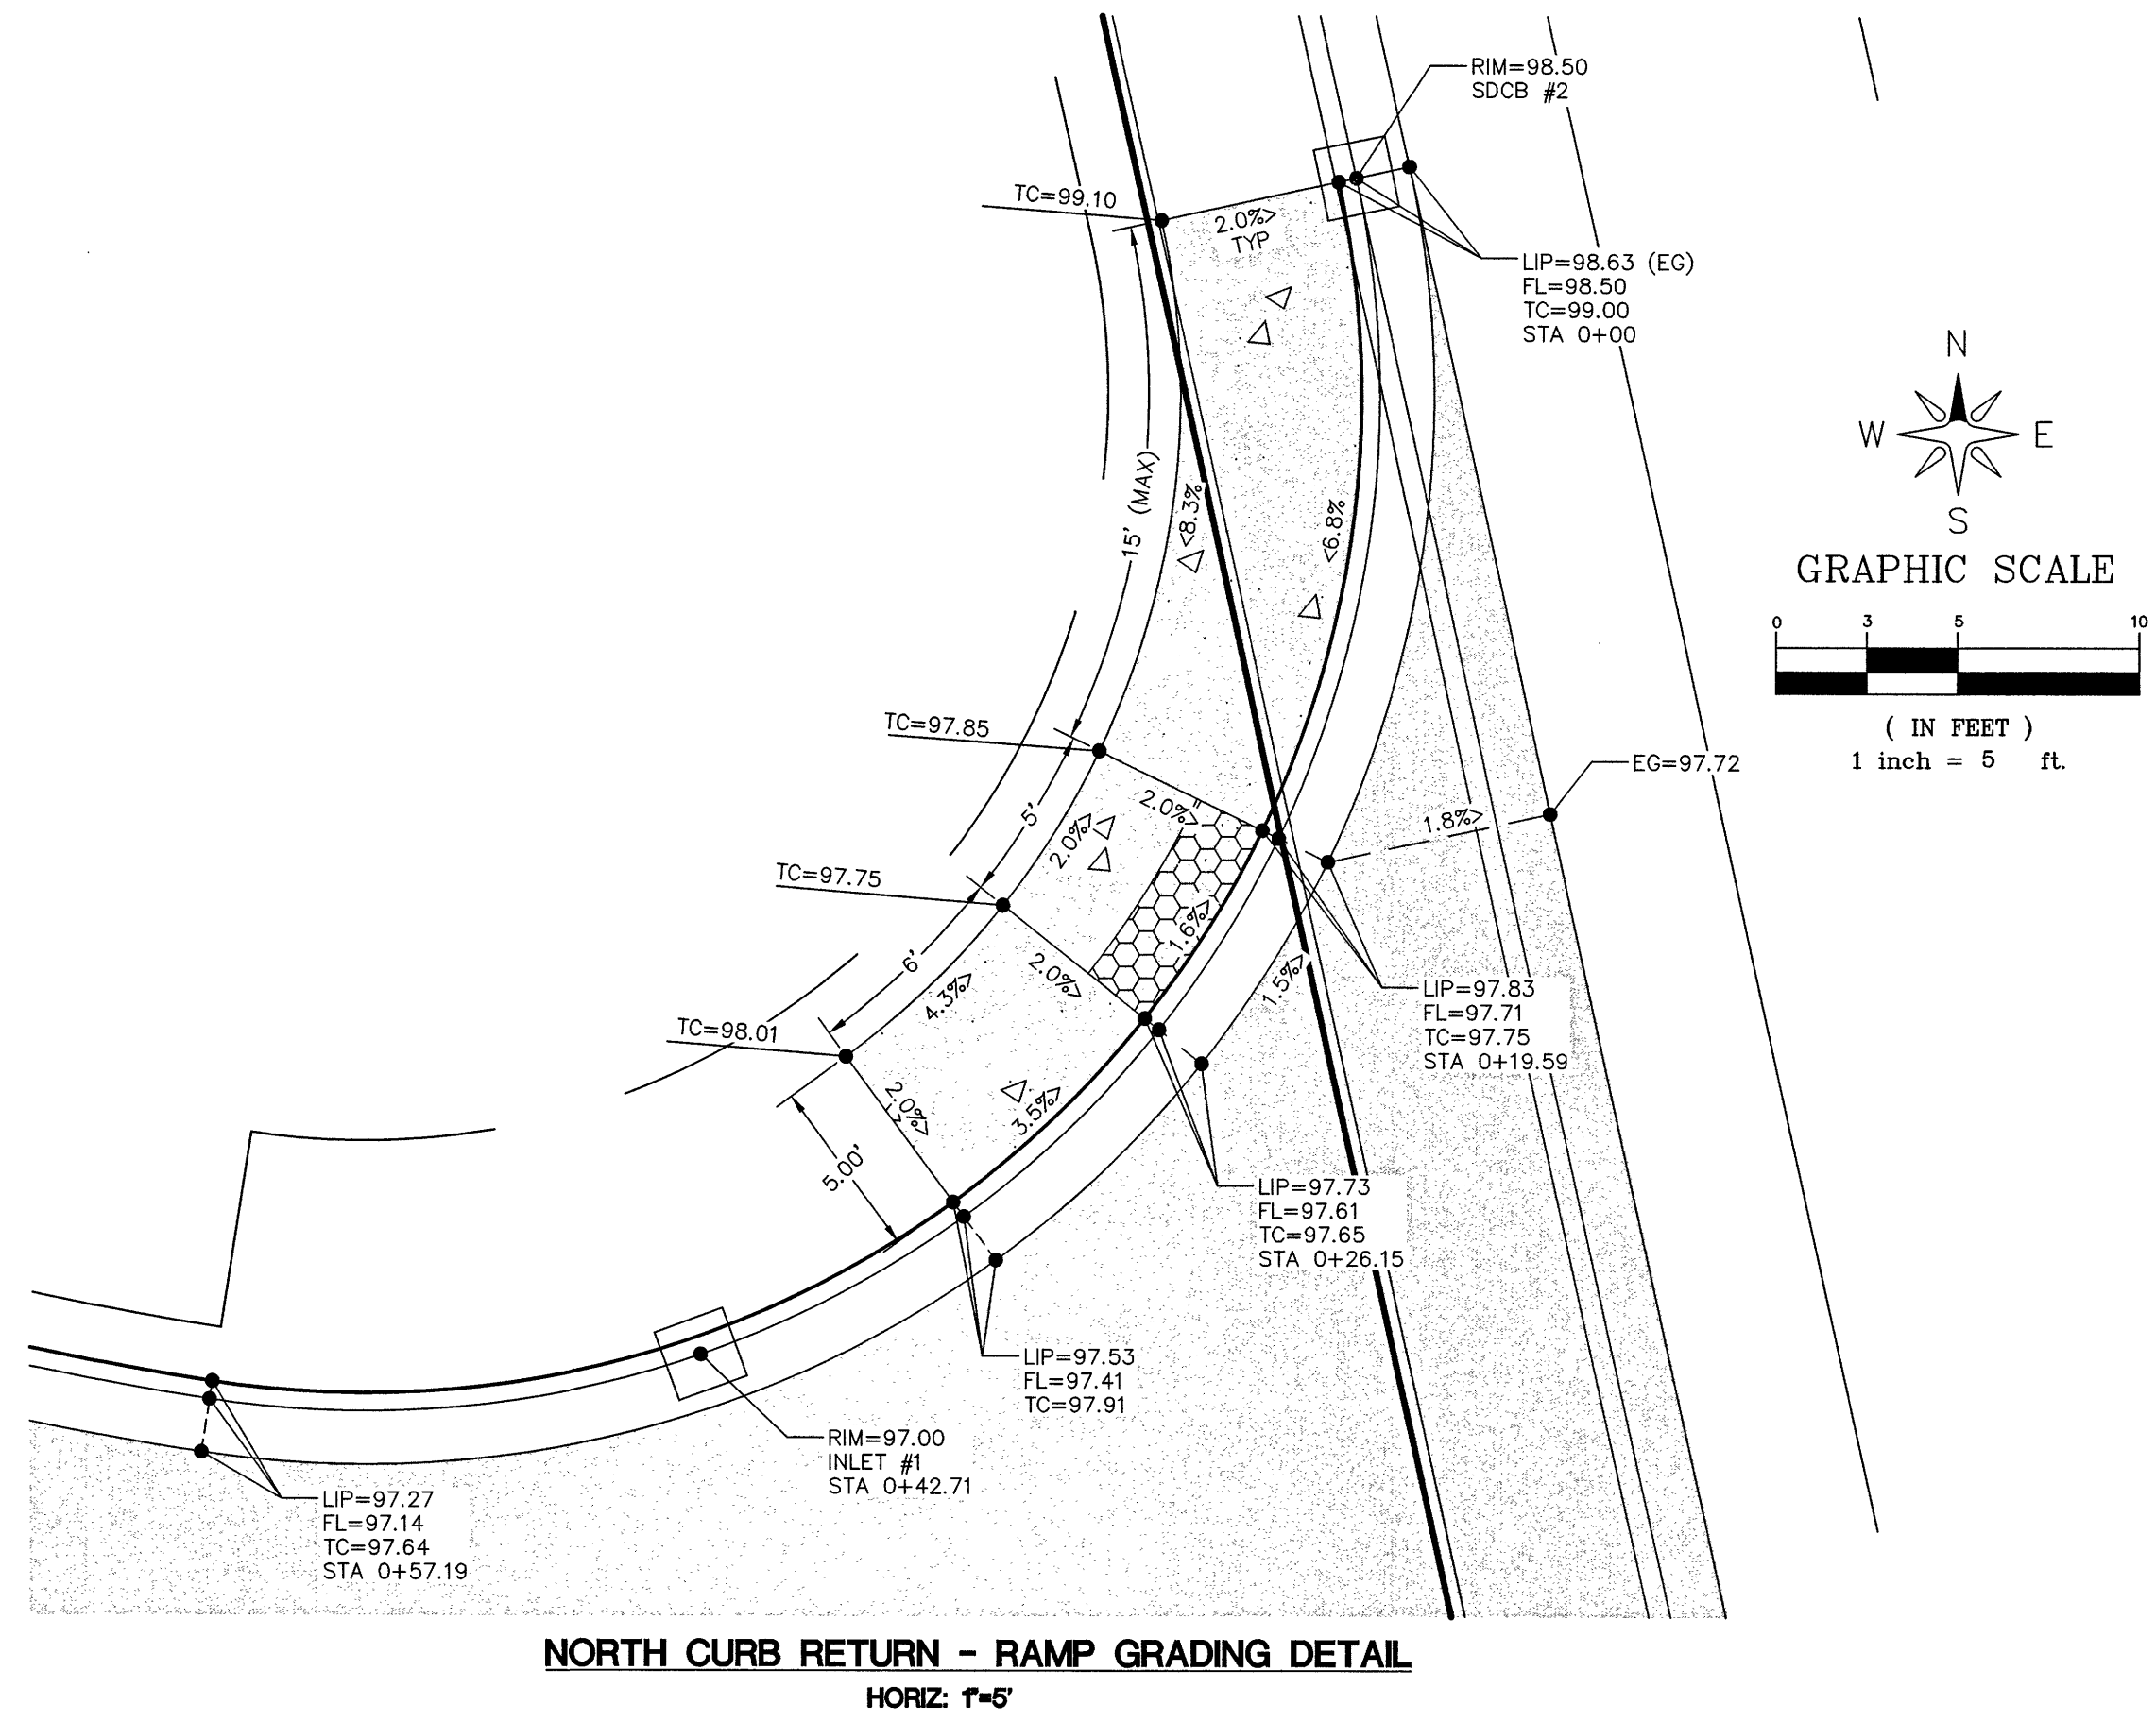 RIM=98.50
SDCB #2
TC=99.10
2.0%>
TYP
LIP=98.63 (EG)
FL=98.50
TC=99.00
STA 0+00
N
W E
S
GRAPHIC SCALE
0 3 5 10
( IN FEET )
1 inch = 5 ft.
15' (MAX)
<8.3%
<6.8%
TC=97.85
EG=97.72
2.0%>
5'
2.0%>
1.8%>
TC=97.75
1.6%>
6'
2.0%>
4.3%>
1.5%>
LIP=97.83
FL=97.71
TC=97.75
STA 0+19.59
TC=98.01
2.0%>
3.5%>
5.00'
LIP=97.73
FL=97.61
TC=97.65
STA 0+26.15
LIP=97.53
FL=97.41
TC=97.91
RIM=97.00
INLET #1
STA 0+42.71
LIP=97.27
FL=97.14
TC=97.64
STA 0+57.19
NORTH CURB RETURN - RAMP GRADING DETAIL
HORIZ: 1"=5'